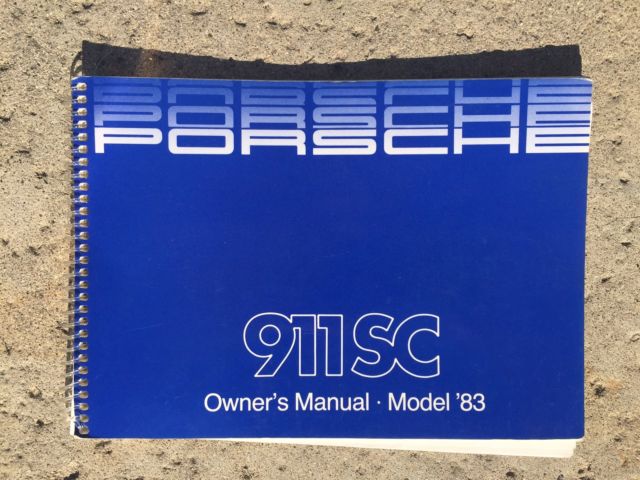 PORSCHE
PORSCHE
PORSCHE
911SC
Owner's Manual · Model '83